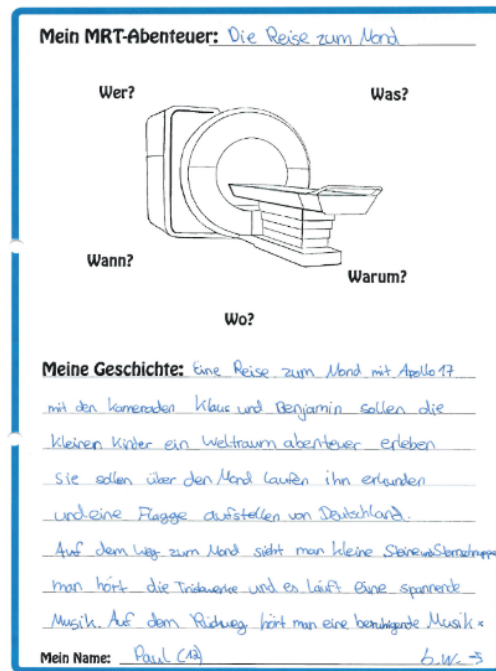 Mein MRT-Abenteuer: Die Reise zum Mond
Wer?
Was?
Wann?
Warum?
Wo?
Meine Geschichte: Eine Reise zum Mond mit Apollo 17
mit den Kameraden Klaus und Benjamin sollen die
kleinen Kinder ein Weltraum abenteuer erleben
Sie sollen über den Mond laufen ihn erkunden
und eine Flagge aufstellen von Deutschland.
Auf dem Weg zum Mond sieht man kleine Steine und Sternschnuppe
man hört die Triebwerke und es läuft eine spannende
Musik. Auf dem Rückweg hört man eine beruhigende Musik
Mein Name: Paul (12) b.w.